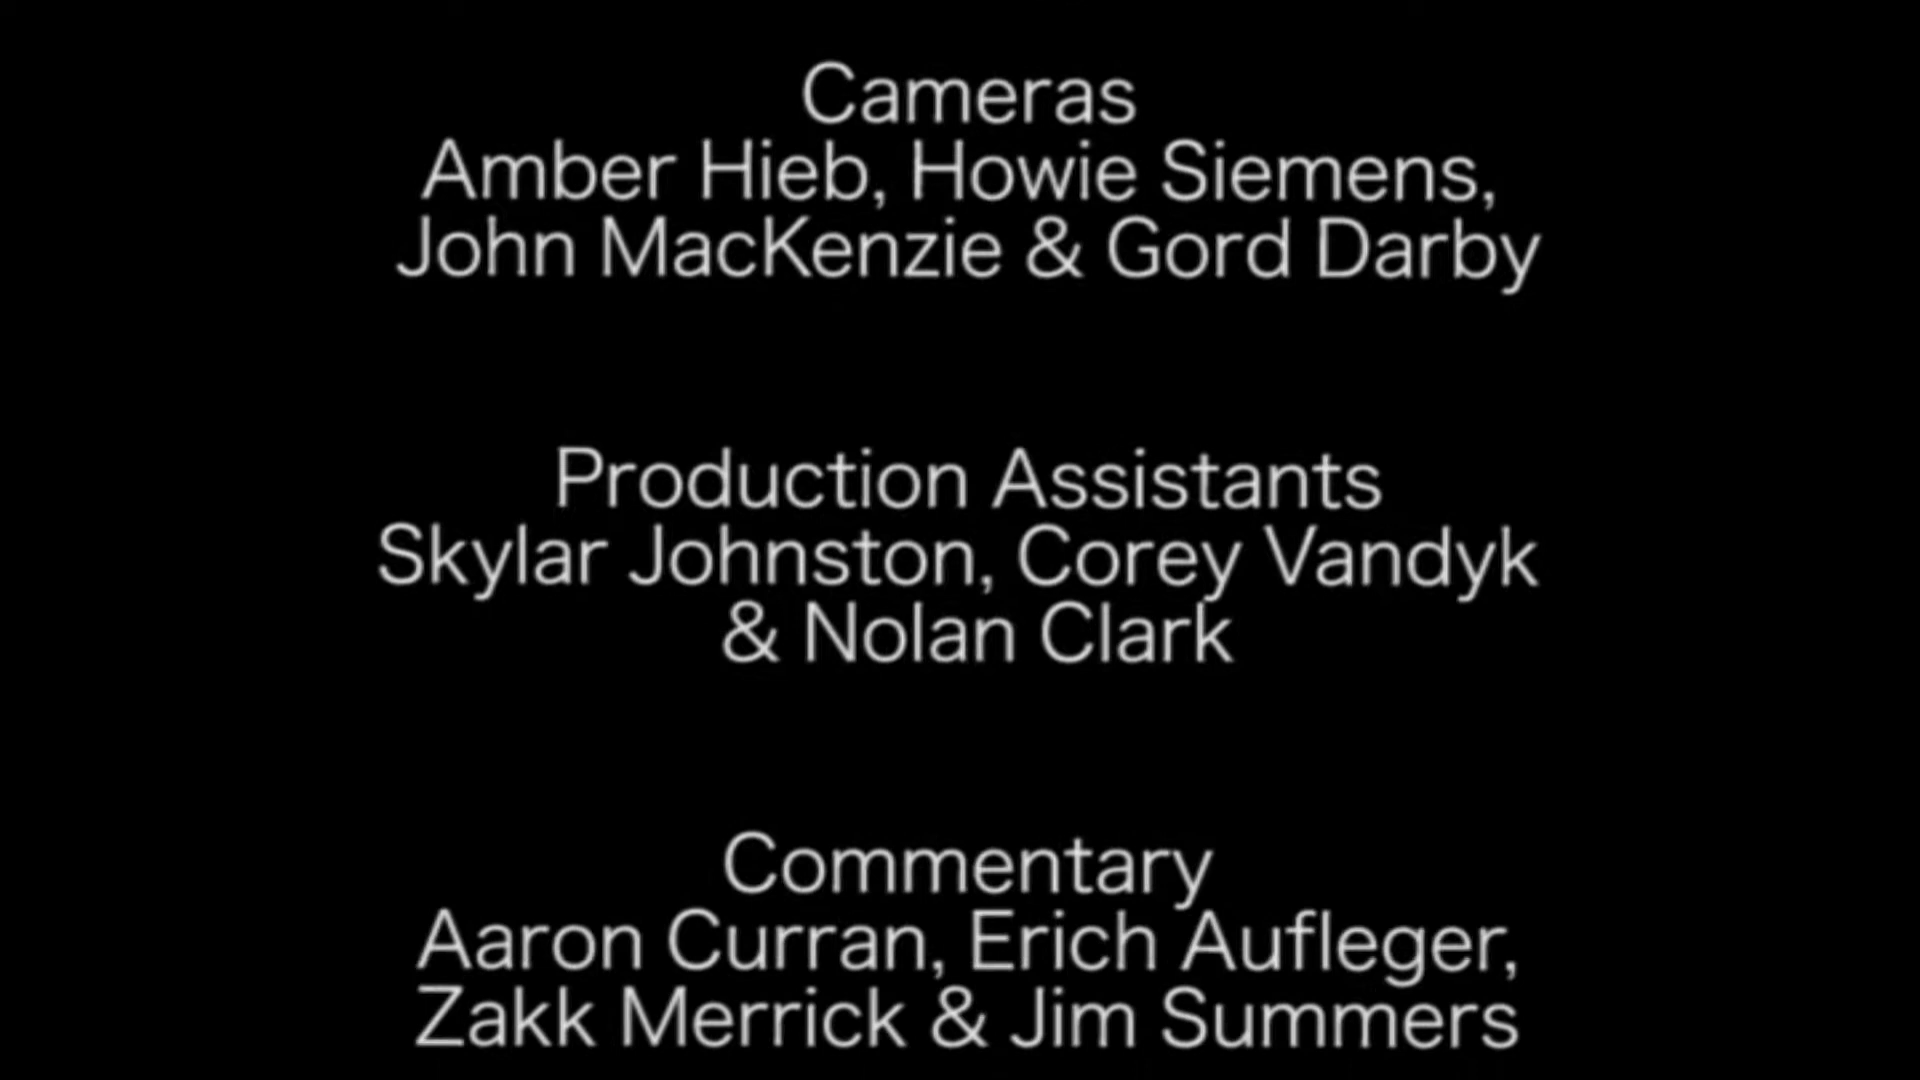 Cameras
Amber Hieb, Howie Siemens,
John MacKenzie & Gord Darby
Production Assistants
Skylar Johnston, Corey Vandyk
& Nolan Clark
Commentary
Aaron Curran, Erich Aufleger,
Zakk Merrick & Jim Summers